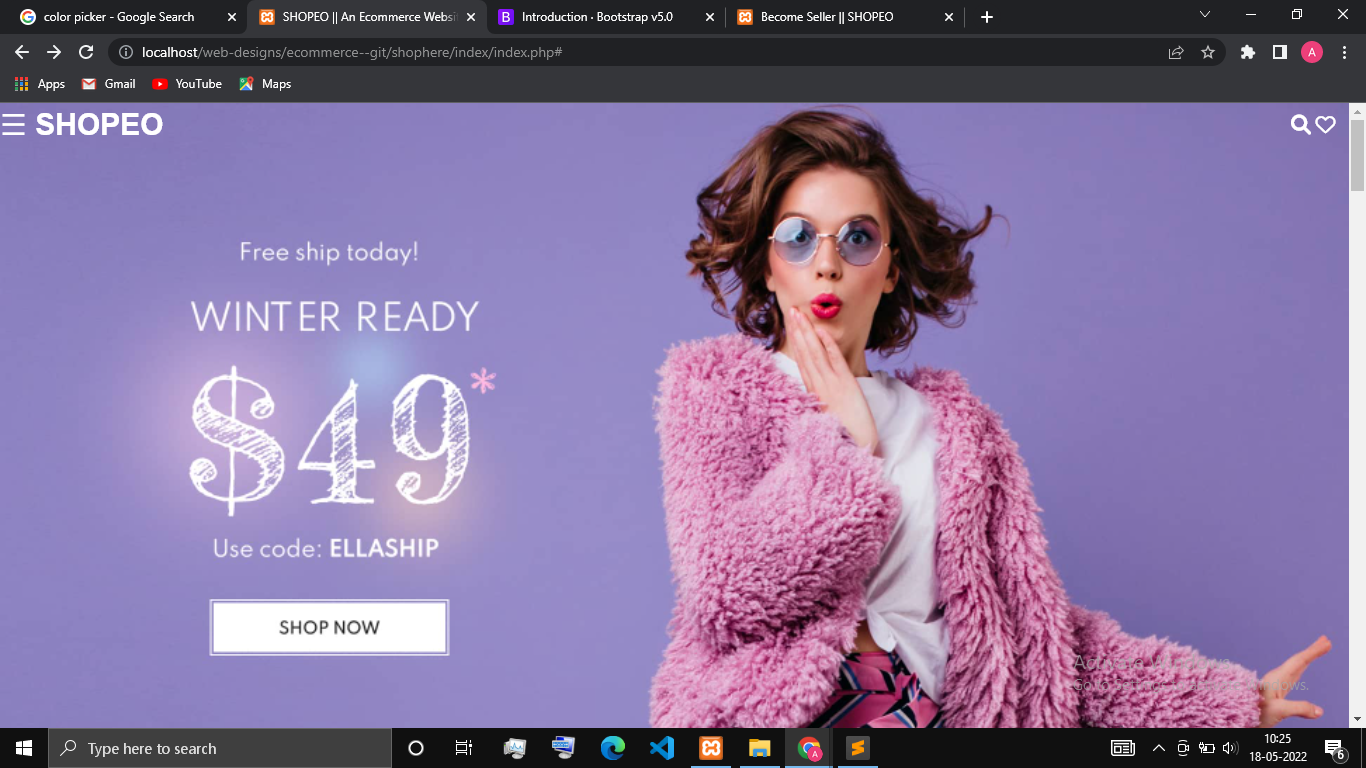 color picker - Google Search
SHOPEO || An Ecommerce Websi
Introduction · Bootstrap v5.0
Become Seller || SHOPEO
localhost/web-designs/ecommerce--git/shophere/index/index.php#
A
Apps
Gmail
YouTube
Maps
☰ SHOPEO
Free ship today!
WINTER READY
$49*
Use code: ELLASHIP
SHOP NOW
Activate Windows
Go to Settings to activate Windows.
Type here to search
10:25
18-05-2022
6